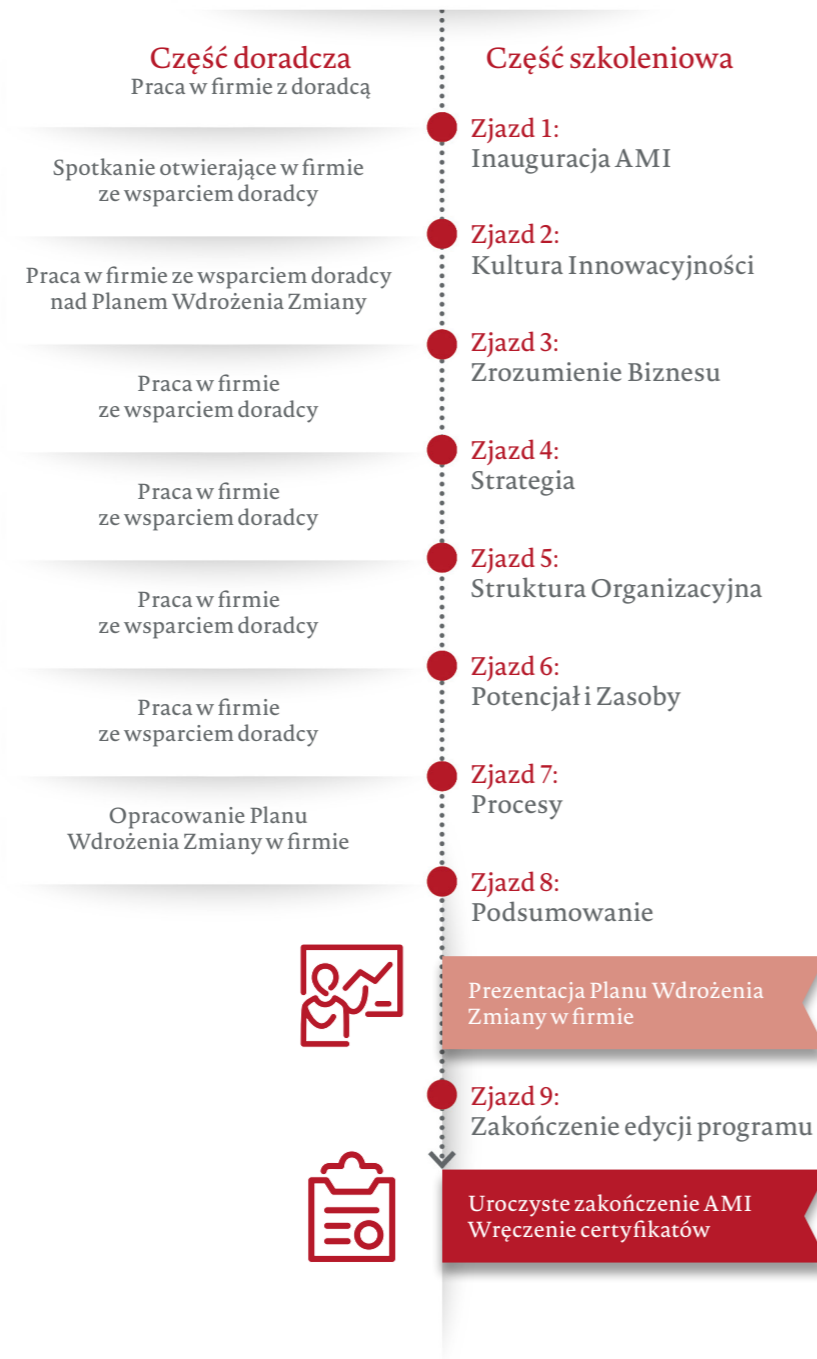 Część doradcza
Praca w firmie z doradcą
Część szkoleniowa
Zjazd 1:
Inauguracja AMI
Spotkanie otwierające w firmie
ze wsparciem doradcy
Zjazd 2:
Kultura Innowacyjności
Praca w firmie ze wsparciem doradcy
nad Planem Wdrożenia Zmiany
Zjazd 3:
Zrozumienie Biznesu
Praca w firmie
ze wsparciem doradcy
Zjazd 4:
Strategia
Praca w firmie
ze wsparciem doradcy
Zjazd 5:
Struktura Organizacyjna
Praca w firmie
ze wsparciem doradcy
Zjazd 6:
Potencjał i Zasoby
Praca w firmie
ze wsparciem doradcy
Zjazd 7:
Procesy
Opracowanie Planu
Wdrożenia Zmiany w firmie
Zjazd 8:
Podsumowanie
Prezentacja Planu Wdrożenia
Zmiany w firmie
Zjazd 9:
Zakończenie edycji programu
Uroczyste zakończenie AMI
Wręczenie certyfikatów